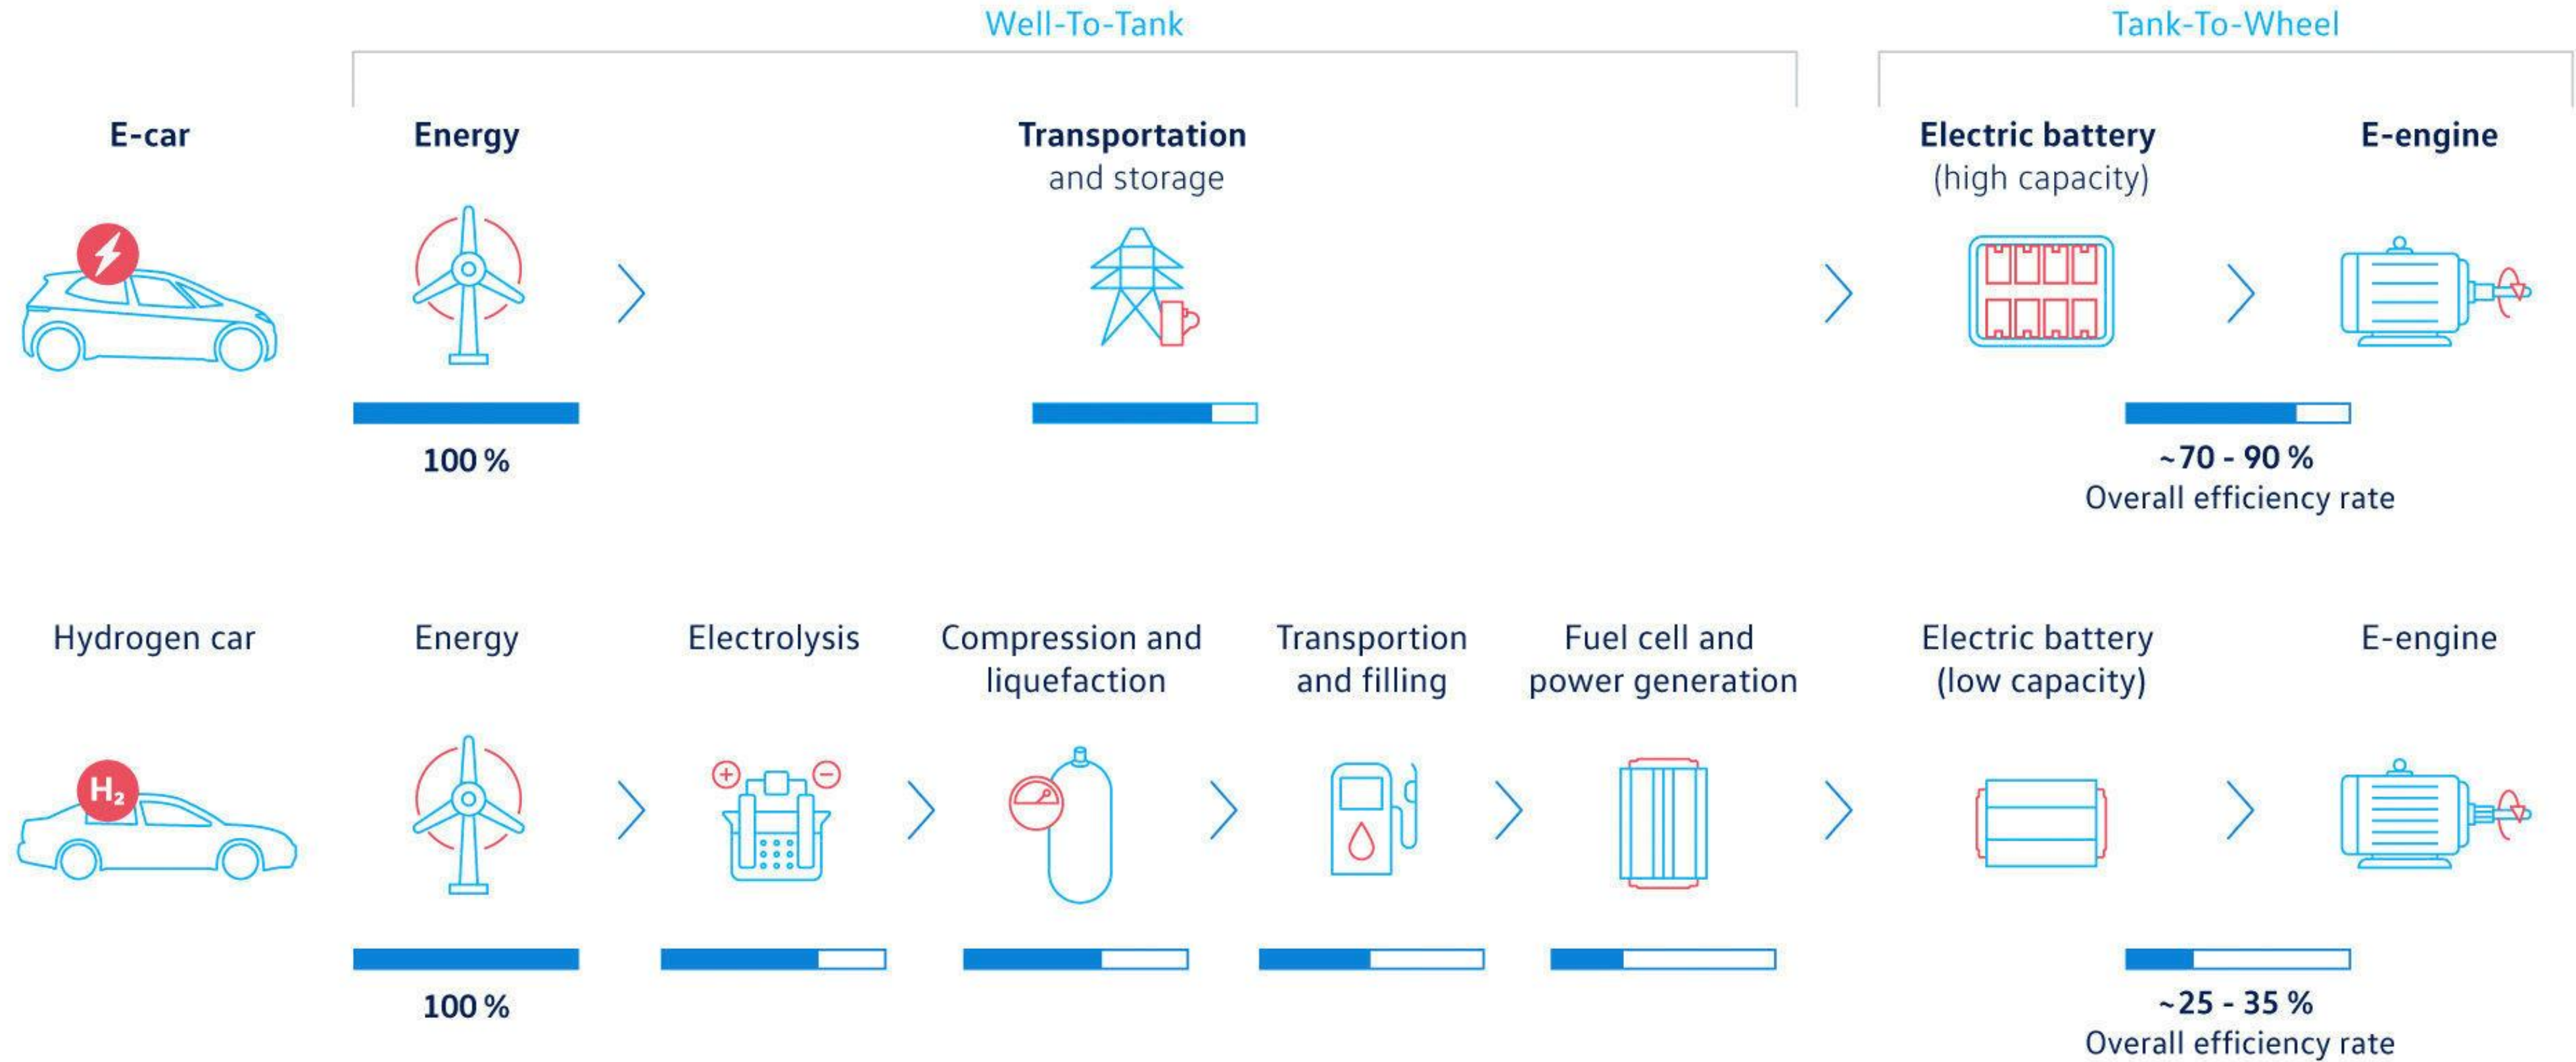 Well-To-Tank
Tank-To-Wheel
E-car
Energy
Transportation
and storage
Electric battery
(high capacity)
E-engine
100 %
~70 - 90 %
Overall efficiency rate
Hydrogen car
Energy
Electrolysis
Compression and
liquefaction
Transportion
and filling
Fuel cell and
power generation
Electric battery
(low capacity)
E-engine
H₂
100 %
~25 - 35 %
Overall efficiency rate